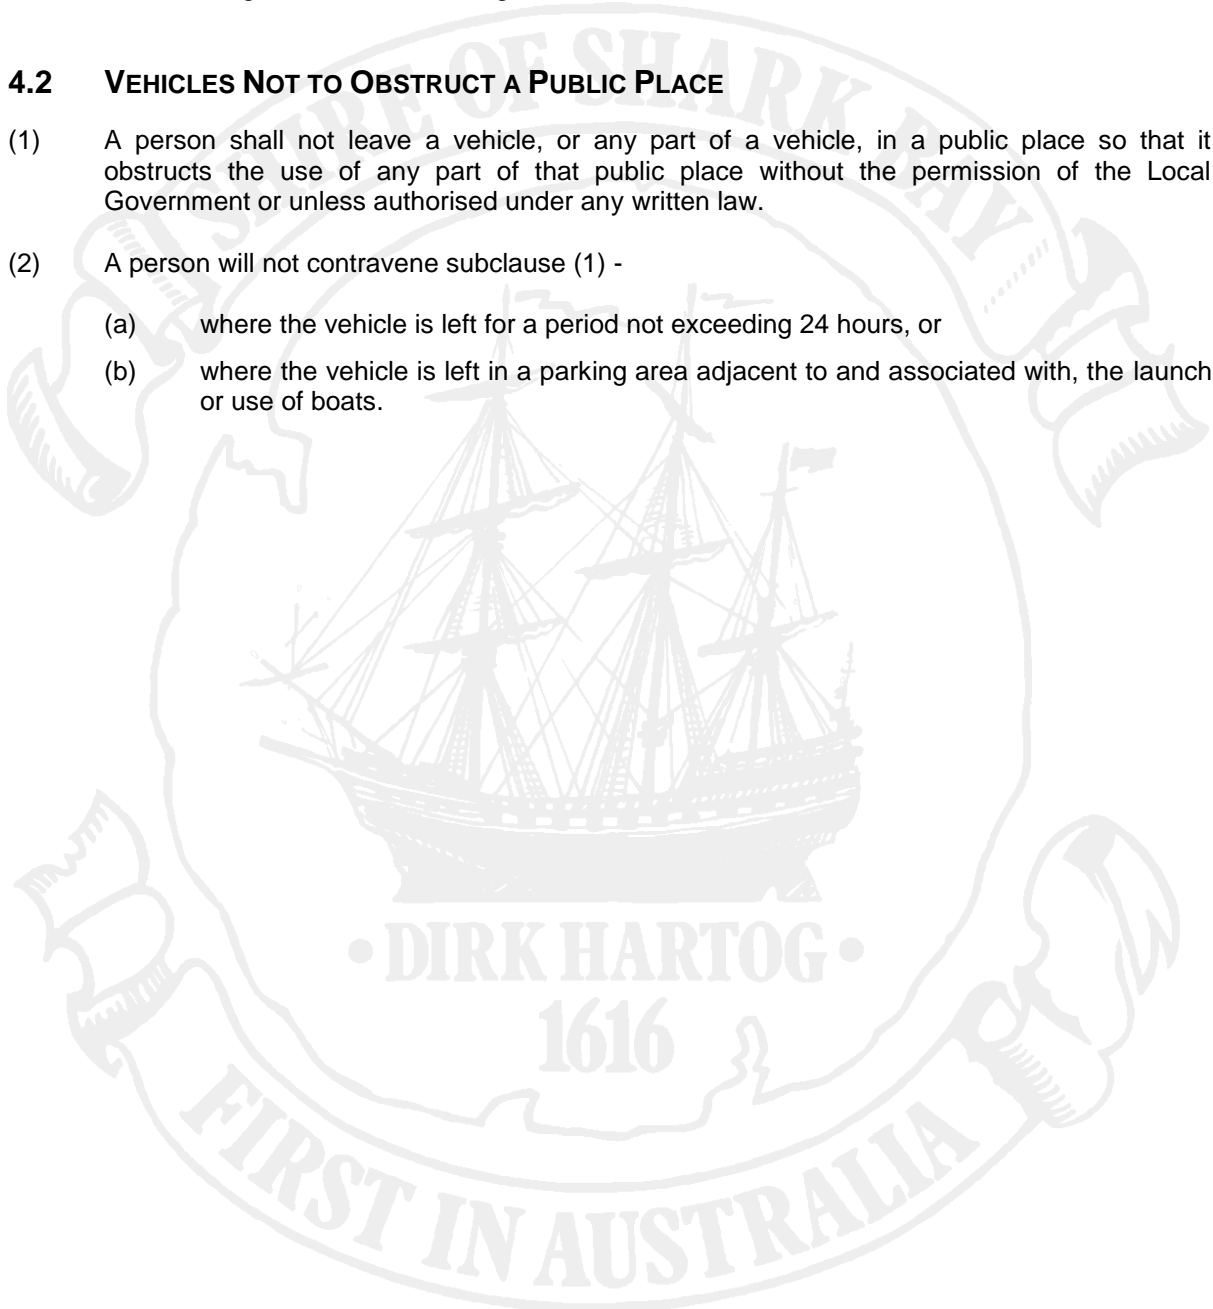 4.2 VEHICLES NOT TO OBSTRUCT A PUBLIC PLACE
(1) A person shall not leave a vehicle, or any part of a vehicle, in a public place so that it
obstructs the use of any part of that public place without the permission of the Local
Government or unless authorised under any written law.
(2) A person will not contravene subclause (1) -
(a) where the vehicle is left for a period not exceeding 24 hours, or
(b) where the vehicle is left in a parking area adjacent to and associated with, the launch
or use of boats.
SHIRE OF SHARK BAY
• DIRK HARTOG •
1616
FIRST IN AUSTRALIA